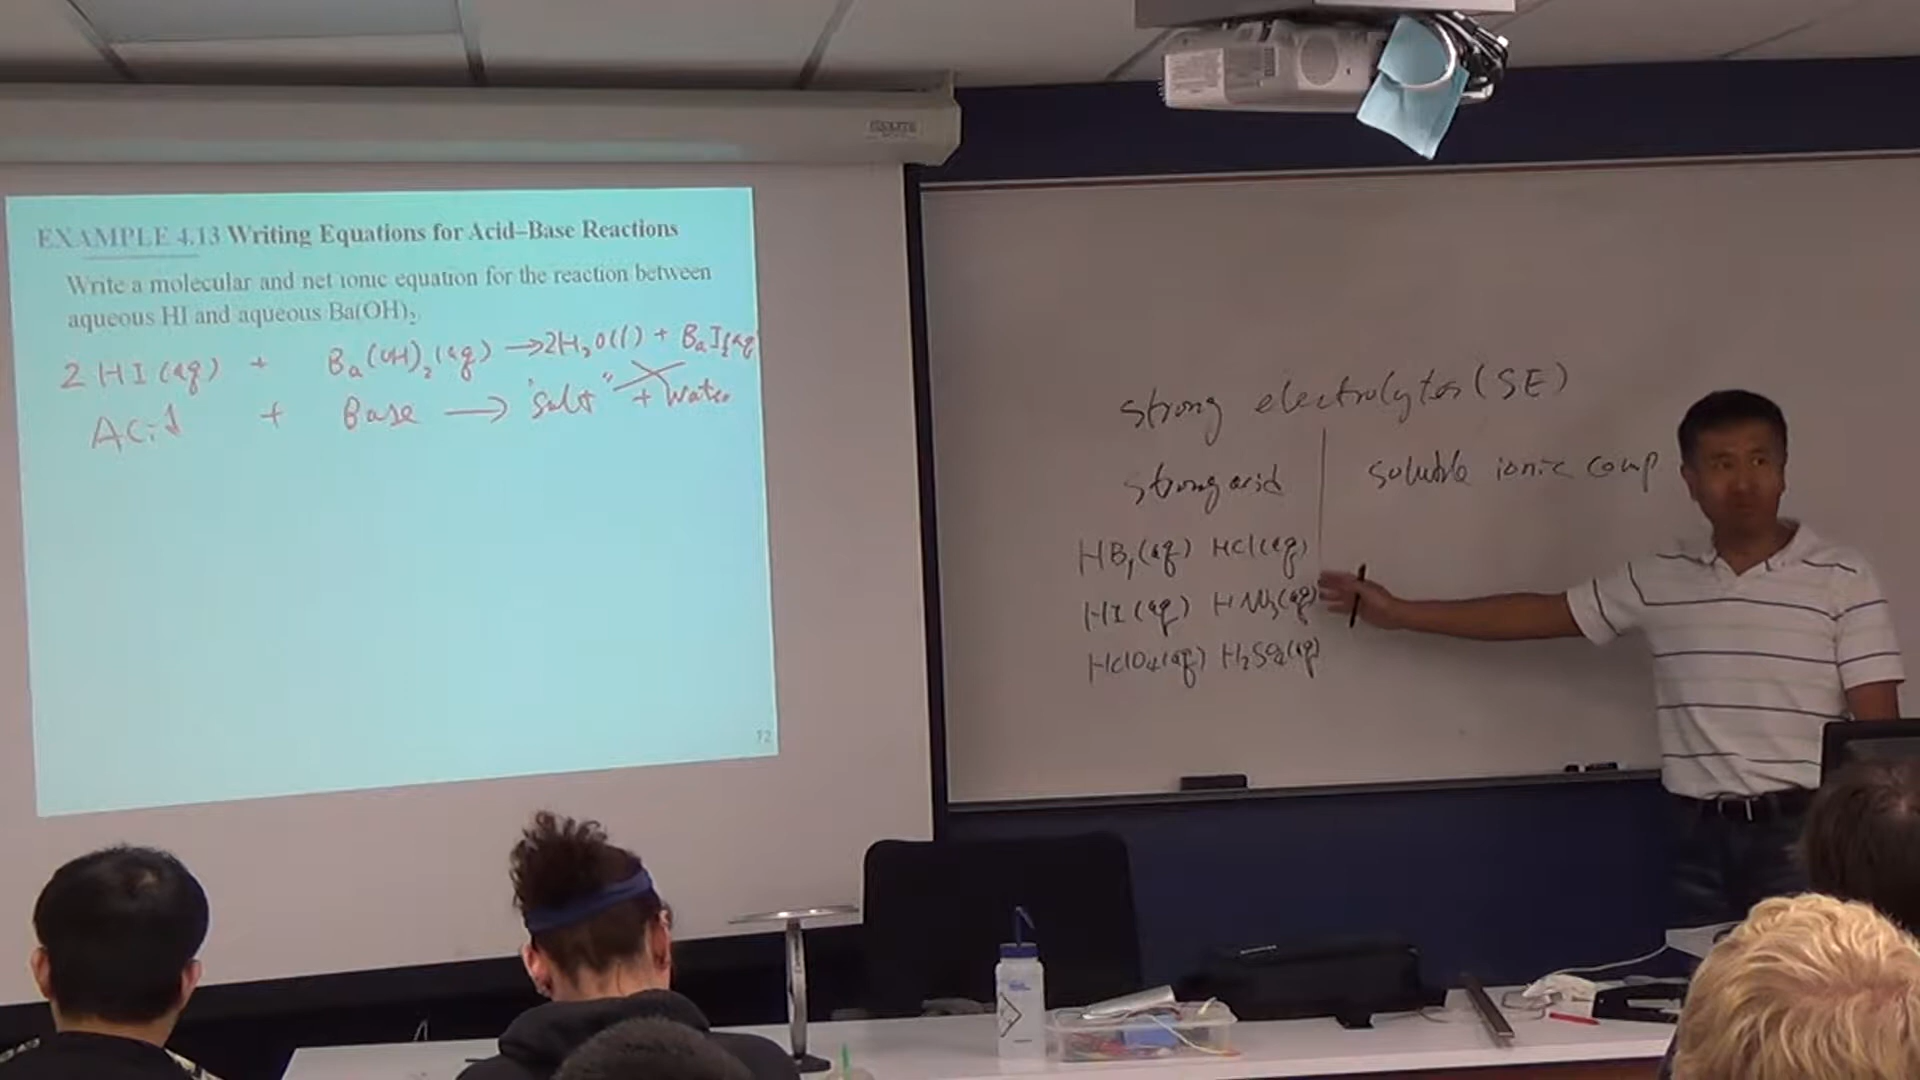 EXAMPLE 4.13 Writing Equations for Acid–Base Reactions
Write a molecular and net ionic equation for the reaction between
aqueous HI and aqueous Ba(OH)₂
2 HI (aq) + Ba(OH)₂(aq) → 2H₂O(l) + BaI₂(aq)
Acid + Base → "Salt" + Water
12
strong electrolytes (SE)
strong acid
soluble ionic comp
HBr(aq) HCl(aq)
HI(aq) HNO₃(aq)
HClO₄(aq) H₂SO₄(aq)